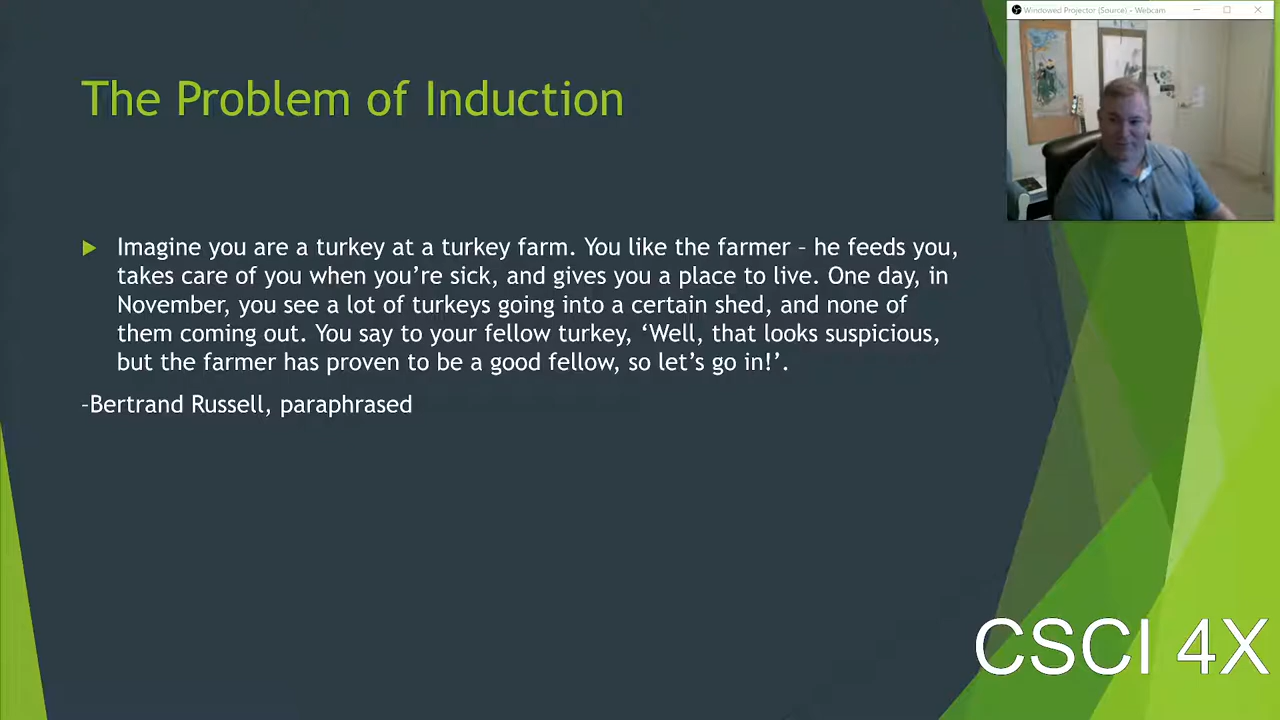 Windowed Projector (Source) - Webcam
The Problem of Induction
Imagine you are a turkey at a turkey farm. You like the farmer – he feeds you,
takes care of you when you're sick, and gives you a place to live. One day, in
November, you see a lot of turkeys going into a certain shed, and none of
them coming out. You say to your fellow turkey, ‘Well, that looks suspicious,
but the farmer has proven to be a good fellow, so let's go in!’.
–Bertrand Russell, paraphrased
CSCI 4X